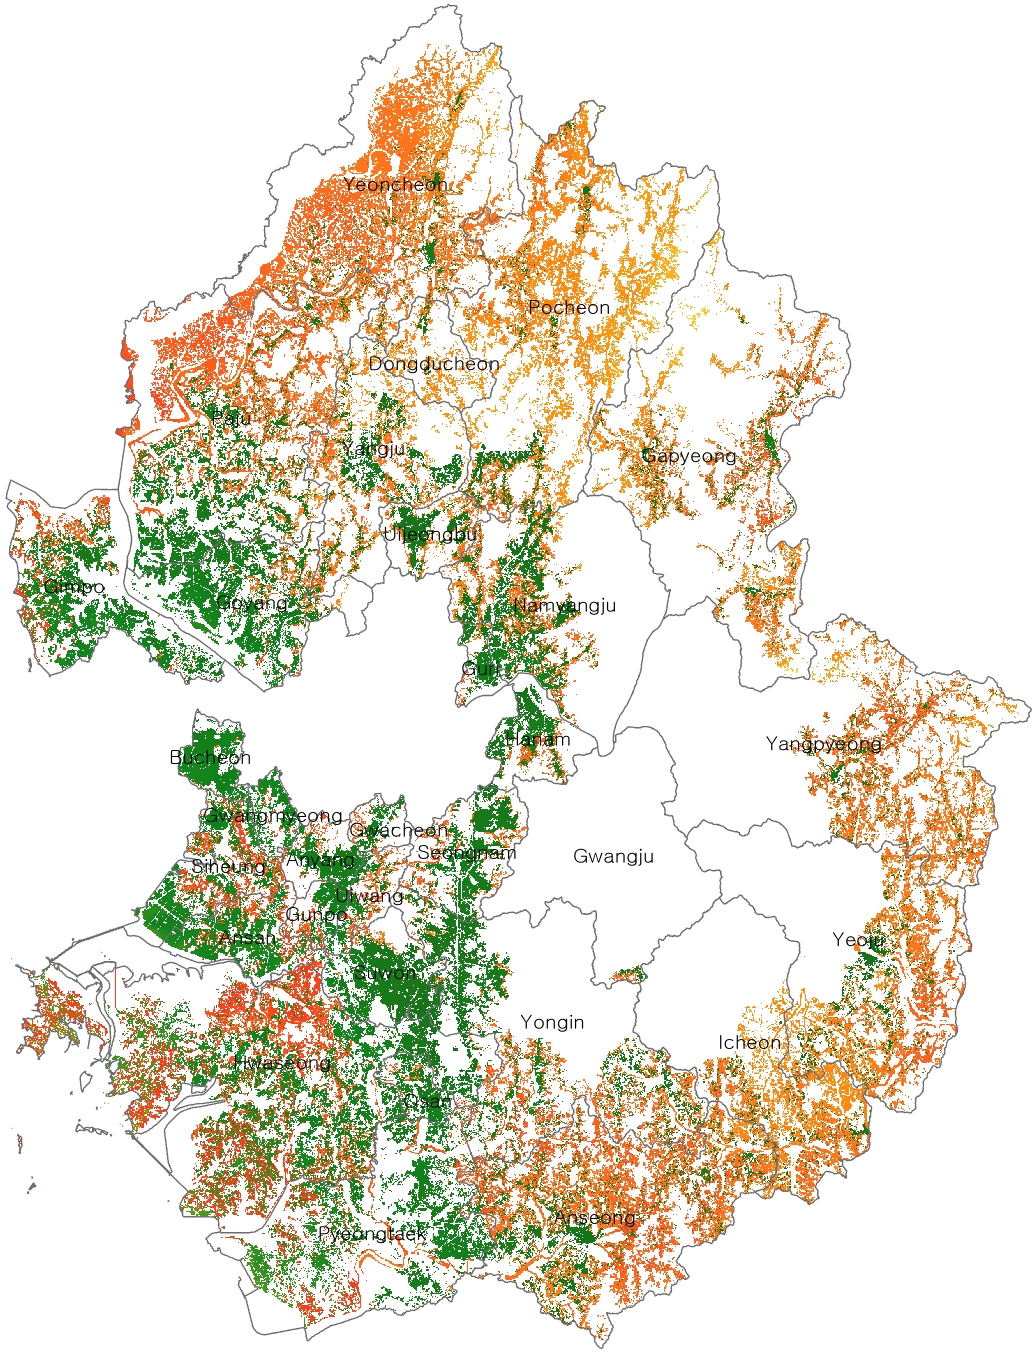 Yeoncheon
Pocheon
Dongducheon
Paju
Yangju
Gapyeong
Uijeongbu
Gimpo
Goyang
Namyangju
Guri
Hanam
Yangpyeong
Bucheon
Gwangmyeong
Gwacheon
Seongnam
Gwangju
Siheung
Anyang
Uiwang
Gunpo
Ansan
Yeoju
Suwon
Yongin
Icheon
Hwaseong
Osan
Anseong
Pyeongtaek